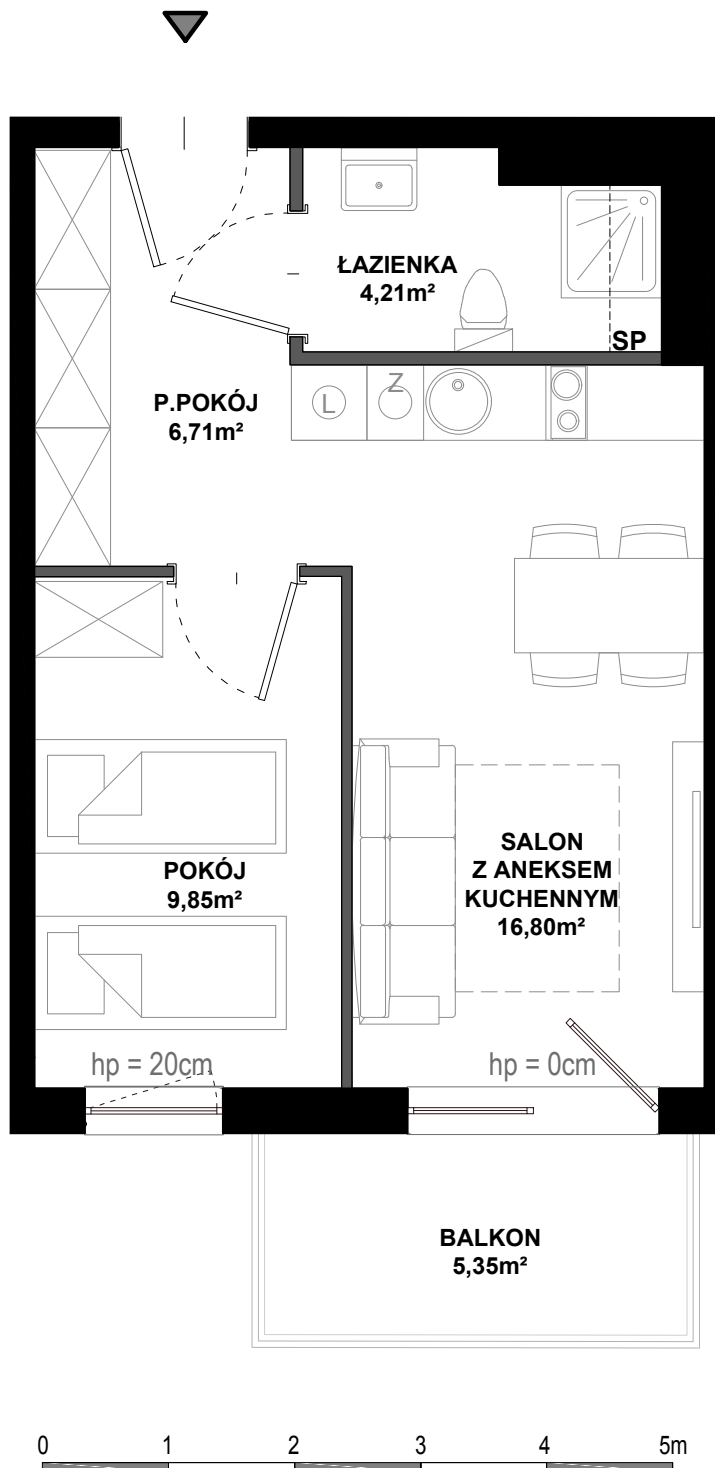 ŁAZIENKA
4,21m²
SP
P.POKÓJ
6,71m²
L
Z
POKÓJ
9,85m²
SALON
Z ANEKSEM
KUCHENNYM
16,80m²
hp = 20cm
hp = 0cm
BALKON
5,35m²
0 1 2 3 4 5m